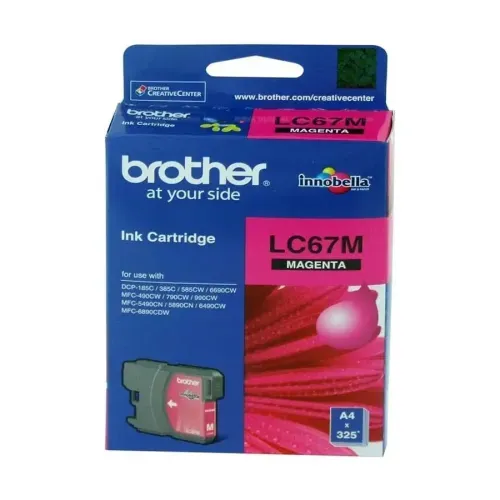 BROTHER
CREATIVECENTER
www.brother.com/creativecenter
Ink Cartridge
LC67M
MAGENTA
brother®
at your side
innobella™
Ink Cartridge
LC67M
MAGENTA
for use with
DCP-185C / 385C / 585CW / 6690CW
MFC-490CW / 790CW / 990CW
MFC-5490CN / 5890CN / 6490CW
MFC-6890CDW
brother
M
A4
x
325*